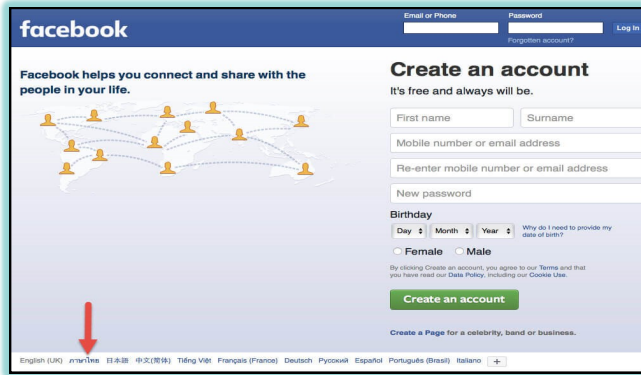 facebook
Email or Phone
Password
Log In
Forgotten account?
Facebook helps you connect and share with the
people in your life.
Create an account
It's free and always will be.
First name
Surname
Mobile number or email address
Re-enter mobile number or email address
New password
Birthday
Day Month Year
Why do I need to provide my
date of birth?
Female Male
By clicking Create an account, you agree to our Terms and that
you have read our Data Policy, including our Cookie Use.
Create an account
Create a Page for a celebrity, band or business.
English (UK) ภาษาไทย 日本語 中文(简体) Tiếng Việt Français (France) Deutsch Русский Español Português (Brasil) Italiano +